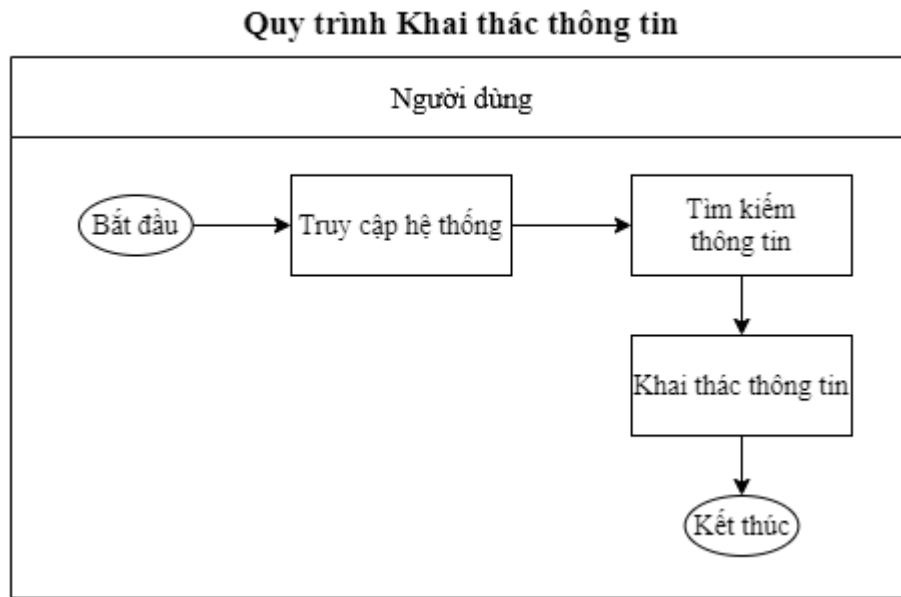 Quy trình Khai thác thông tin
Người dùng
Bắt đầu
Truy cập hệ thống
Tìm kiếm
thông tin
Khai thác thông tin
Kết thúc